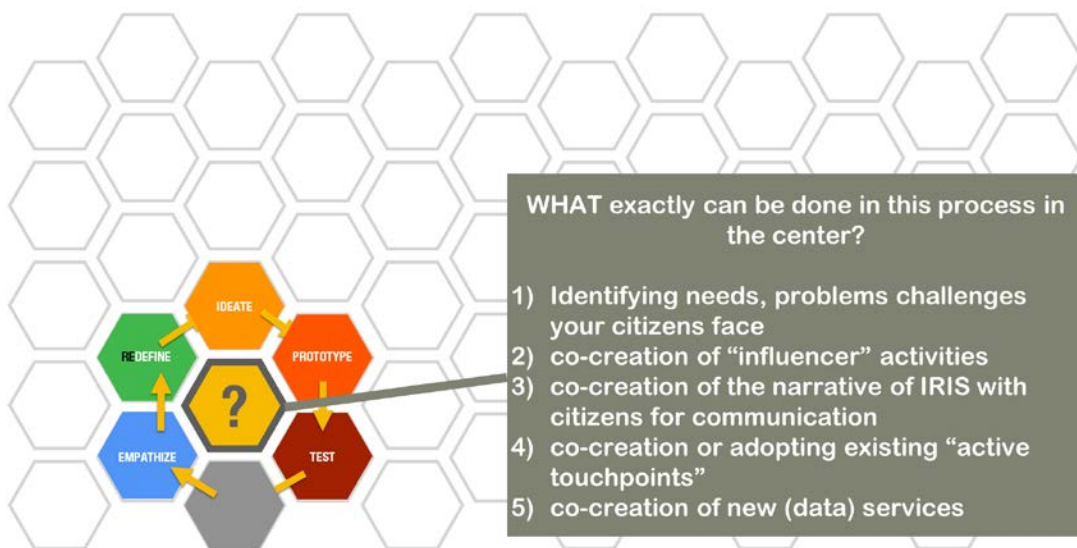 WHAT exactly can be done in this process in
the center?
1) Identifying needs, problems challenges
your citizens face
2) co-creation of “influencer” activities
3) co-creation of the narrative of IRIS with
citizens for communication
4) co-creation or adopting existing “active
touchpoints”
5) co-creation of new (data) services
IDEATE
REDEFINE
PROTOTYPE
?
EMPATHIZE
TEST